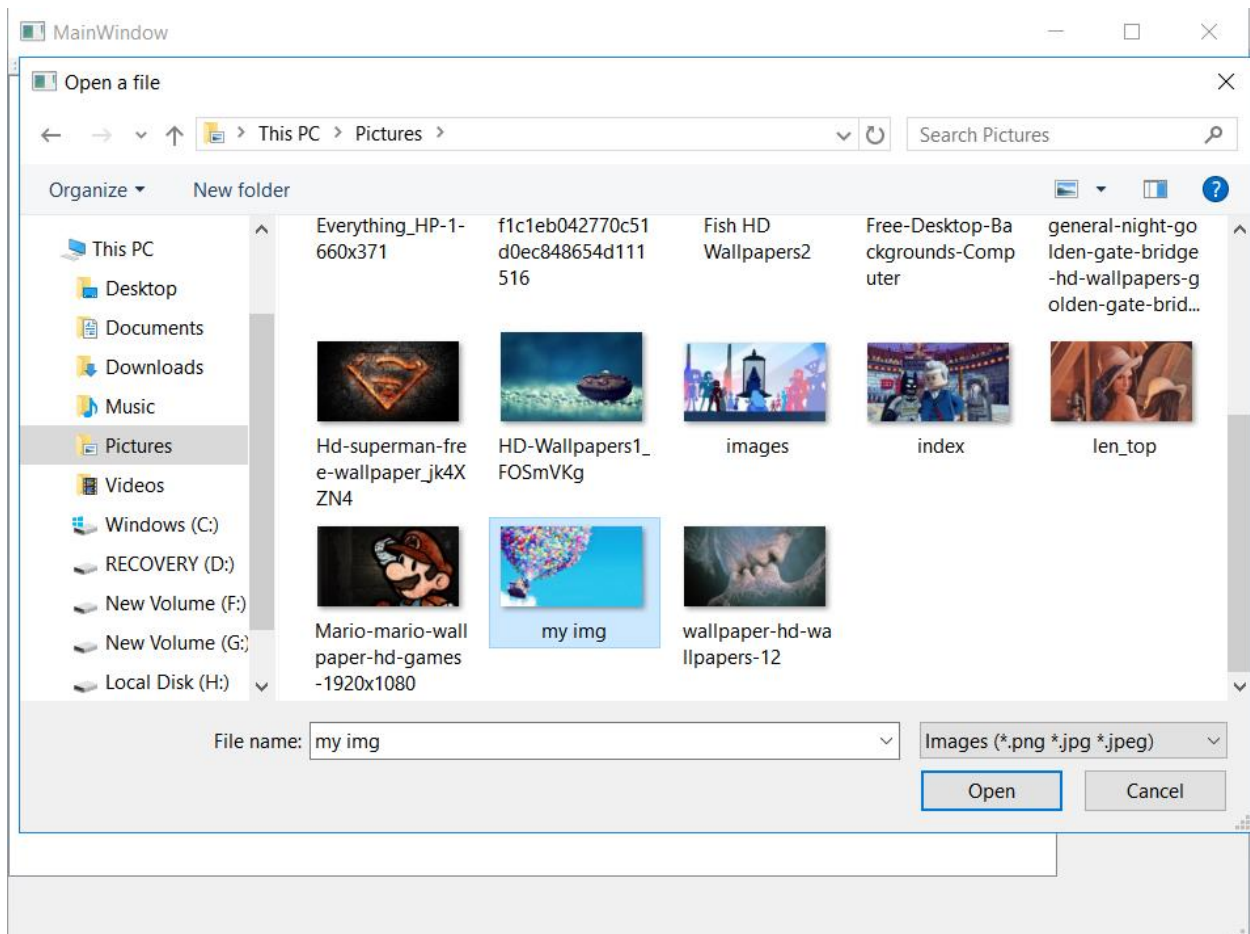 MainWindow
Open a file
This PC > Pictures >
Search Pictures
Organize
New folder
?
This PC
Desktop
Documents
Downloads
Music
Pictures
Videos
Windows (C:)
RECOVERY (D:)
New Volume (F:)
New Volume (G:)
Local Disk (H:)
Everything_HP-1-
660x371
f1c1eb042770c51
d0ec848654d111
516
Fish HD
Wallpapers2
Free-Desktop-Ba
ckgrounds-Comp
uter
general-night-go
lden-gate-bridge
-hd-wallpapers-g
olden-gate-brid...
Hd-superman-fre
e-wallpaper_jk4X
ZN4
HD-Wallpapers1_
FOSmVKg
images
index
len_top
Mario-mario-wall
paper-hd-games
-1920x1080
my img
wallpaper-hd-wa
llpapers-12
File name:
my img
Images (*.png *.jpg *.jpeg)
Open
Cancel